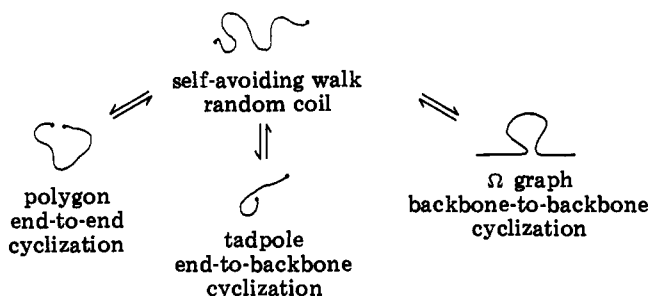 self-avoiding walk
random coil
polygon
end-to-end
cyclization
tadpole
end-to-backbone
cyclization
Ω graph
backbone-to-backbone
cyclization